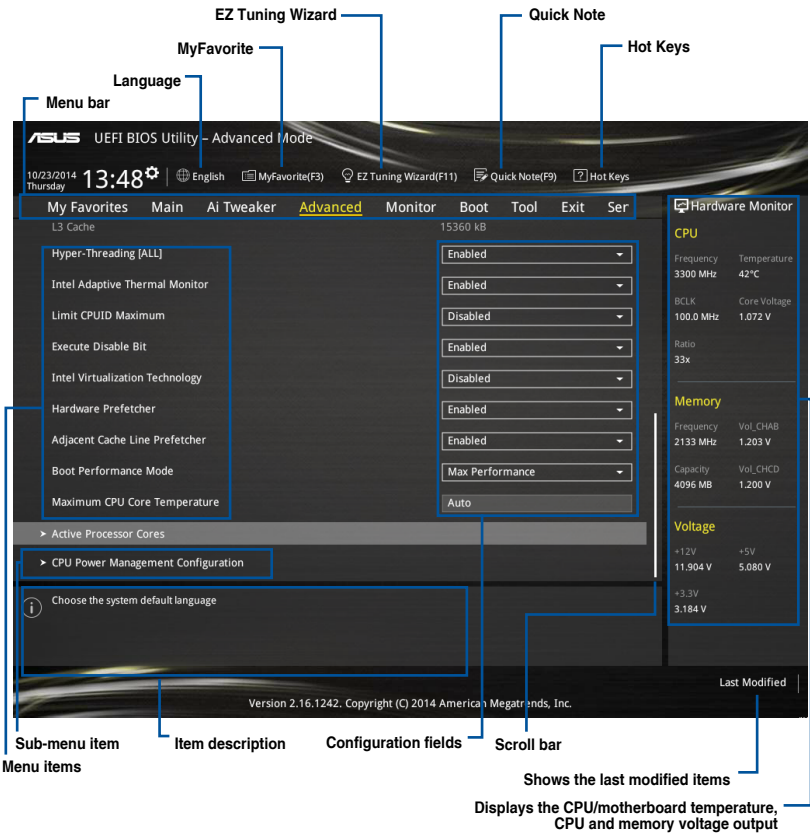 EZ Tuning Wizard
Quick Note
MyFavorite
Hot Keys
Language
Menu bar
ASUS UEFI BIOS Utility – Advanced Mode
10/23/2014
Thursday
13:48
English
MyFavorite(F3)
EZ Tuning Wizard(F11)
Quick Note(F9)
? Hot Keys
My Favorites Main Ai Tweaker Advanced Monitor Boot Tool Exit Ser
L3 Cache 15360 kB
Hyper-Threading [ALL] Enabled
Intel Adaptive Thermal Monitor Enabled
Limit CPUID Maximum Disabled
Execute Disable Bit Enabled
Intel Virtualization Technology Disabled
Hardware Prefetcher Enabled
Adjacent Cache Line Prefetcher Enabled
Boot Performance Mode Max Performance
Maximum CPU Core Temperature Auto
> Active Processor Cores
> CPU Power Management Configuration
i Choose the system default language
Hardware Monitor
CPU
Frequency Temperature
3300 MHz 42°C
BCLK Core Voltage
100.0 MHz 1.072 V
Ratio
33x
Memory
Frequency Vol_CHAB
2133 MHz 1.203 V
Capacity Vol_CHCD
4096 MB 1.200 V
Voltage
+12V +5V
11.904 V 5.080 V
+3.3V
3.184 V
Last Modified
Version 2.16.1242. Copyright (C) 2014 American Megatrends, Inc.
Sub-menu item
Item description
Configuration fields
Scroll bar
Menu items
Shows the last modified items
Displays the CPU/motherboard temperature,
CPU and memory voltage output